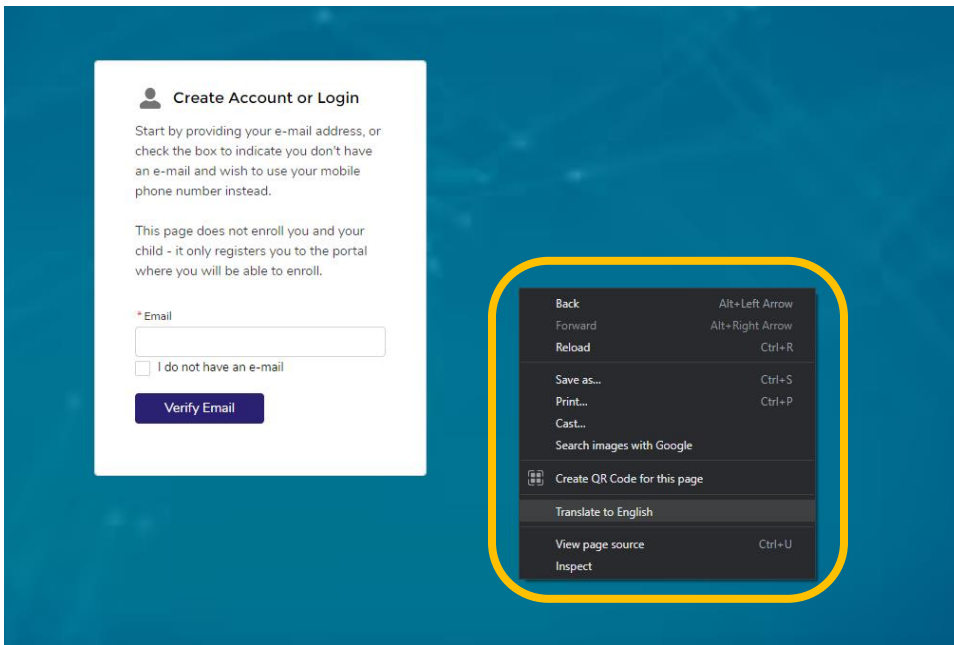 Create Account or Login
Start by providing your e-mail address, or
check the box to indicate you don't have
an e-mail and wish to use your mobile
phone number instead.
This page does not enroll you and your
child - it only registers you to the portal
where you will be able to enroll.
*Email
I do not have an e-mail
Verify Email
Back Alt+Left Arrow
Forward Alt+Right Arrow
Reload Ctrl+R
Save as... Ctrl+S
Print... Ctrl+P
Cast...
Search images with Google
Create QR Code for this page
Translate to English
View page source Ctrl+U
Inspect